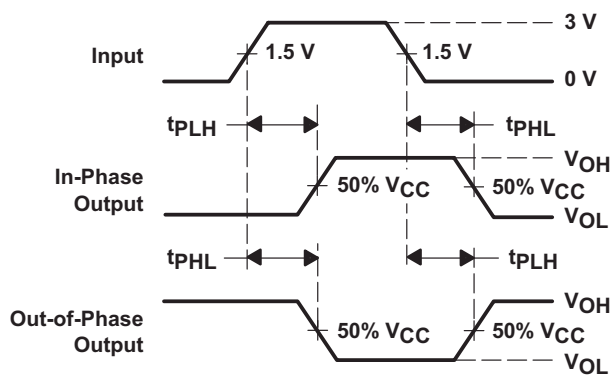 3 V
Input
1.5 V
1.5 V
0 V
tPLH
tPHL
VOH
In-Phase
Output
50% VCC
50% VCC
VOL
tPHL
tPLH
VOH
Out-of-Phase
Output
50% VCC
50% VCC
VOL